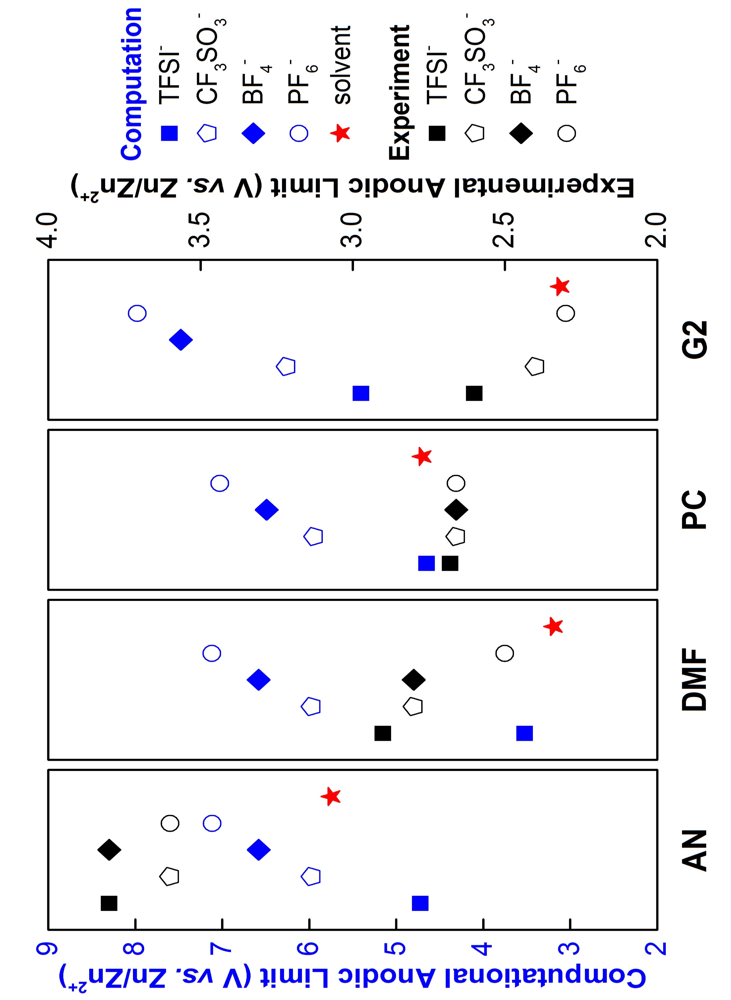 Computational Anodic Limit (V vs. Zn/Zn²⁺)
9
8
7
6
5
4
3
2
AN
DMF
PC
G2
4.0
3.5
3.0
2.5
2.0
Experimental Anodic Limit (V vs. Zn/Zn²⁺)
Computation
TFSI⁻
CF₃SO₃⁻
BF₄⁻
PF₆⁻
solvent
Experiment
TFSI⁻
CF₃SO₃⁻
BF₄⁻
PF₆⁻